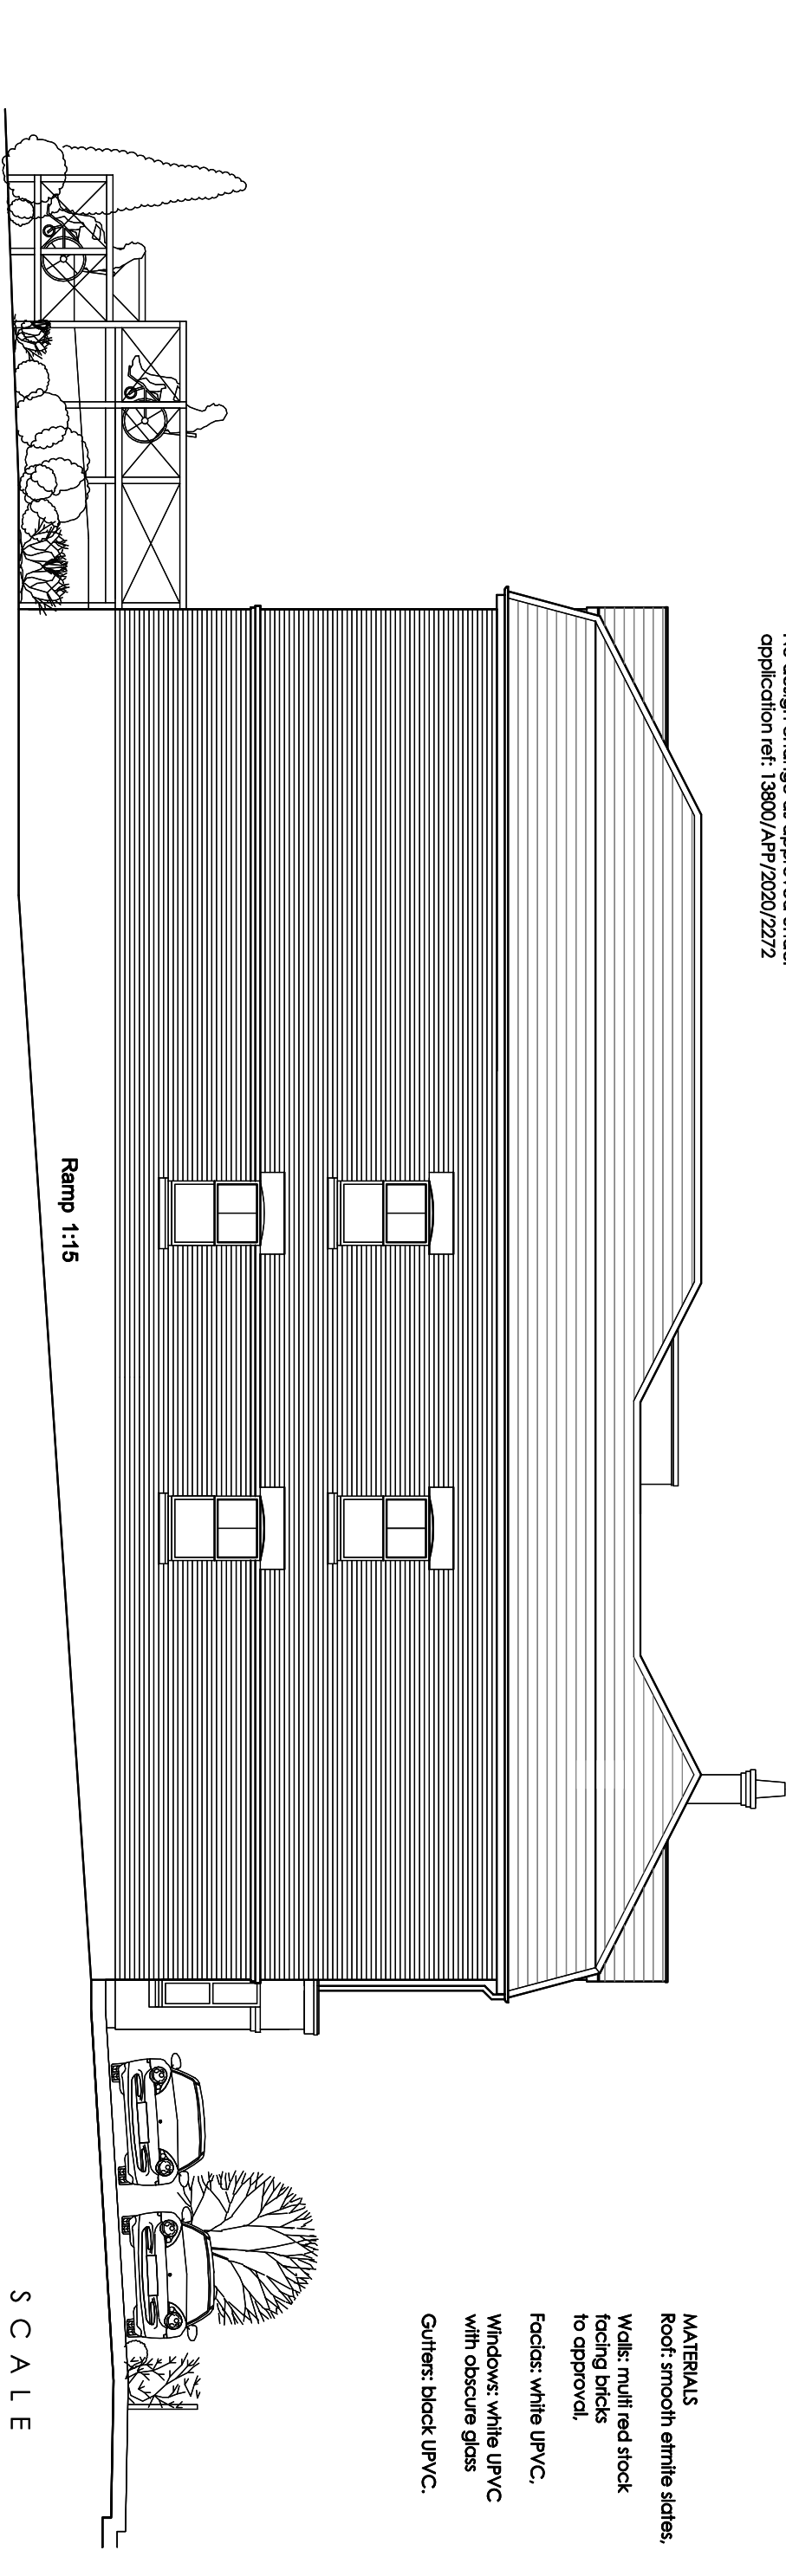 application ref: 13800/APP/2020/2272
Ramp 1:15
MATERIALS
Roof: smooth etrnite slates,
Walls: multi red stock
facing bricks
to approval,
Facias: white UPVC,
Windows: white UPVC
with obscure glass
Gutters: black UPVC.
SCALE